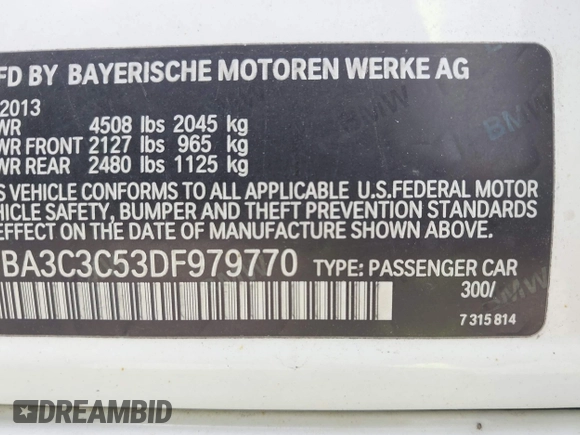 FD BY BAYERISCHE MOTOREN WERKE AG
2013
WR 4508 lbs 2045 kg
WR FRONT 2127 lbs 965 kg
WR REAR 2480 lbs 1125 kg
S VEHICLE CONFORMS TO ALL APPLICABLE U.S.FEDERAL MOTOR
HICLE SAFETY, BUMPER AND THEFT PREVENTION STANDARDS
ON THE DATE OF MANUFACTURE SHOWN ABOVE.
BA3C3C53DF979770 TYPE: PASSENGER CAR
300/
7 315 814
BMW
DREAMBID